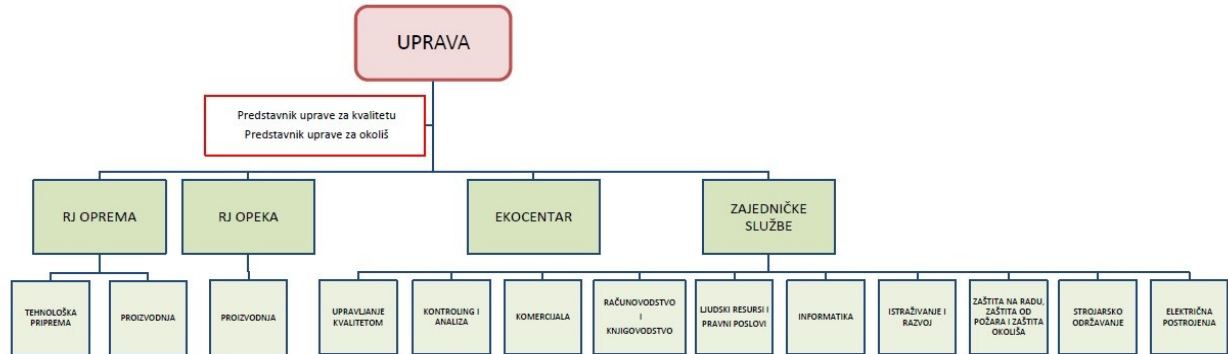 UPRAVA
Predstavnik uprave za kvalitetu
Predstavnik uprave za okoliš
RJ OPREMA
RJ OPEKA
EKOCENTAR
ZAJEDNIČKE
SLUŽBE
TEHNOLOŠKA
PRIPREMA
PROIZVODNJA
PROIZVODNJA
UPRAVLJANJE
KVALITETOM
KONTROLING I
ANALIZA
KOMERCIJALA
RAČUNOVODSTVO
I
KNJIGOVODSTVO
LJUDSKI RESURSI I
PRAVNI POSLOVI
INFORMATIKA
ISTRAŽIVANJE I
RAZVOJ
ZAŠTITA NA RADU,
ZAŠTITA OD
POŽARA I ZAŠTITA
OKOLIŠA
STROJARSKO
ODRŽAVANJE
ELEKTRIČNA
POSTROJENJA